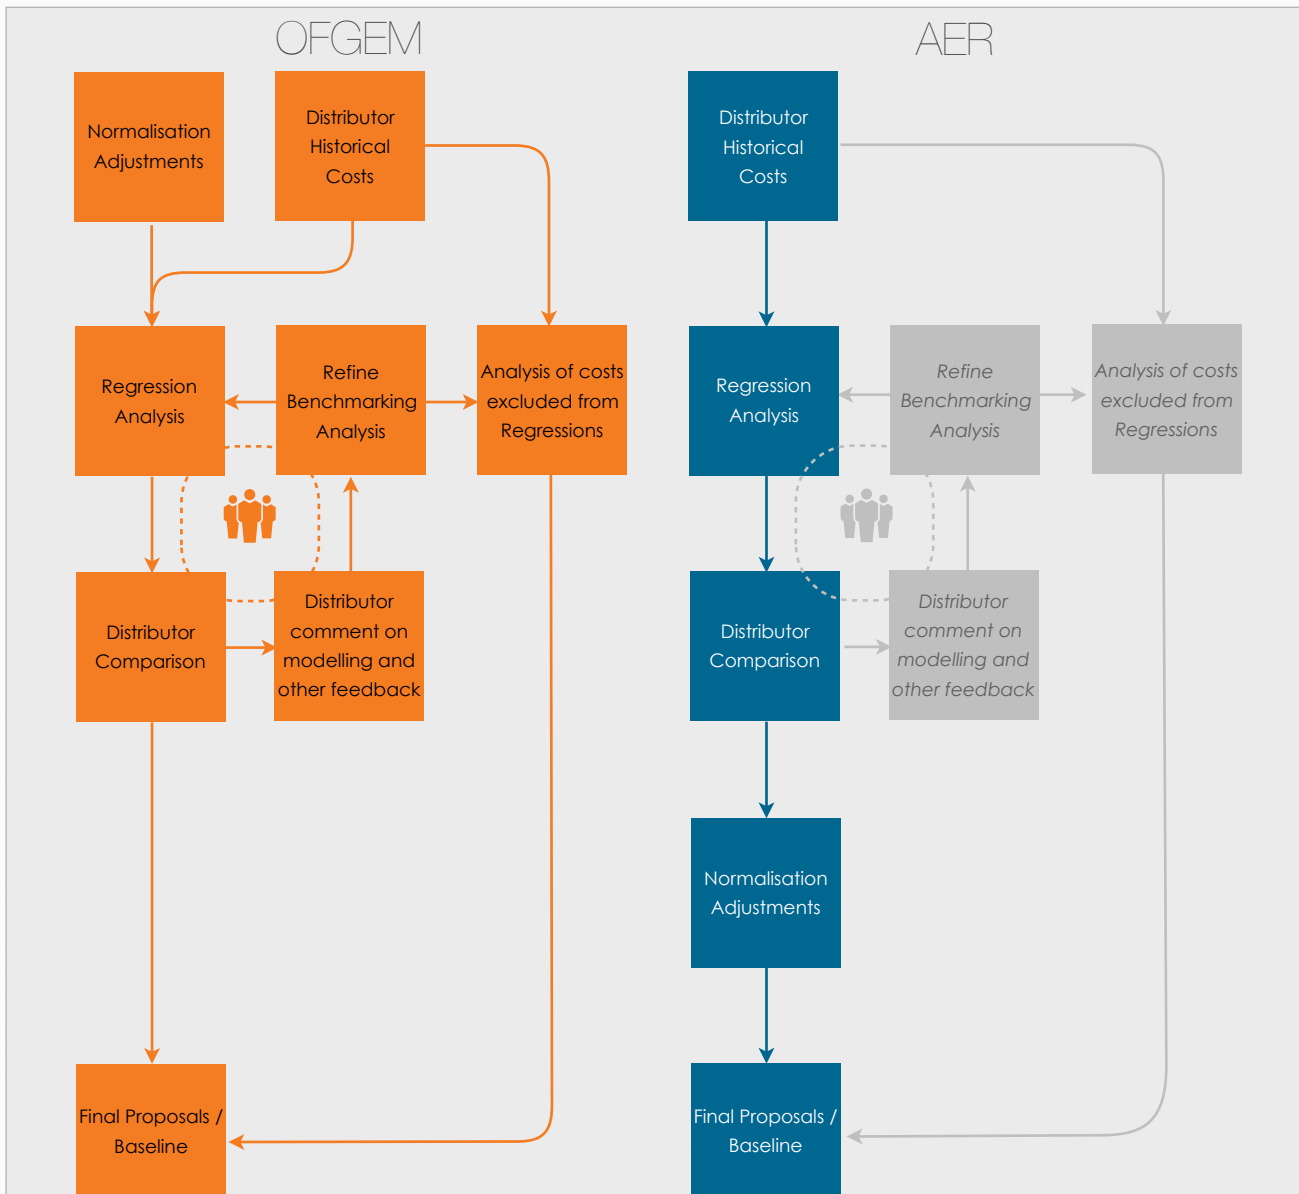 OFGEM
Normalisation
Adjustments
Distributor
Historical
Costs
Regression
Analysis
Refine
Benchmarking
Analysis
Analysis of costs
excluded from
Regressions
Distributor
Comparison
Distributor
comment on
modelling and
other feedback
Final Proposals /
Baseline
AER
Distributor
Historical
Costs
Regression
Analysis
Refine
Benchmarking
Analysis
Analysis of costs
excluded from
Regressions
Distributor
Comparison
Distributor
comment on
modelling and
other feedback
Normalisation
Adjustments
Final Proposals /
Baseline